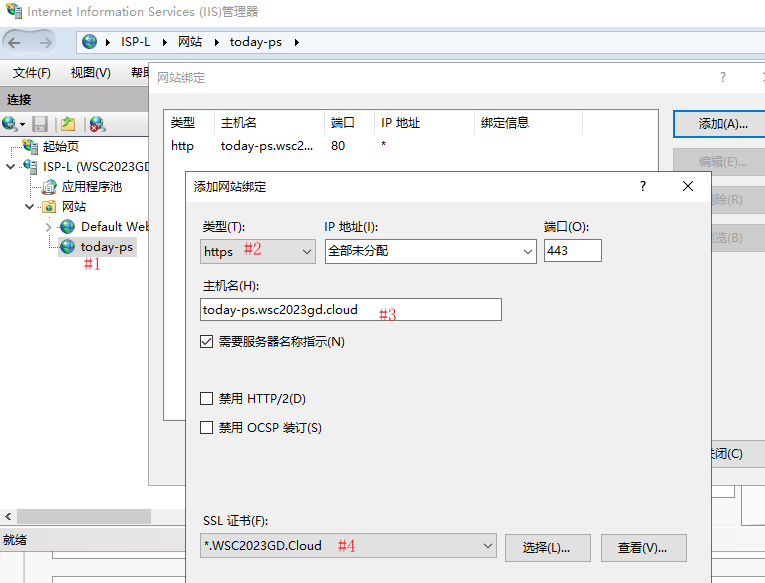 Internet Information Services (IIS)管理器
ISP-L 网站 today-ps
文件(F) 视图(V) 帮
网站绑定 ?
连接
类型 主机名 端口 IP 地址 绑定信息
http today-ps.wsc2... 80 *
添加(A)...
编辑(E)...
除(R)
览(B)
闭(C)
起始页
ISP-L (WSC2023GD
应用程序池
网站
Default Web
today-ps
#1
添加网站绑定 ?
类型(T): IP 地址(I): 端口(O):
https #2 全部未分配 443
主机名(H):
today-ps.wsc2023gd.cloud #3
需要服务器名称指示(N)
禁用 HTTP/2(D)
禁用 OCSP 装订(S)
SSL 证书(F):
*.WSC2023GD.Cloud #4 选择(L)... 查看(V)...
就绪